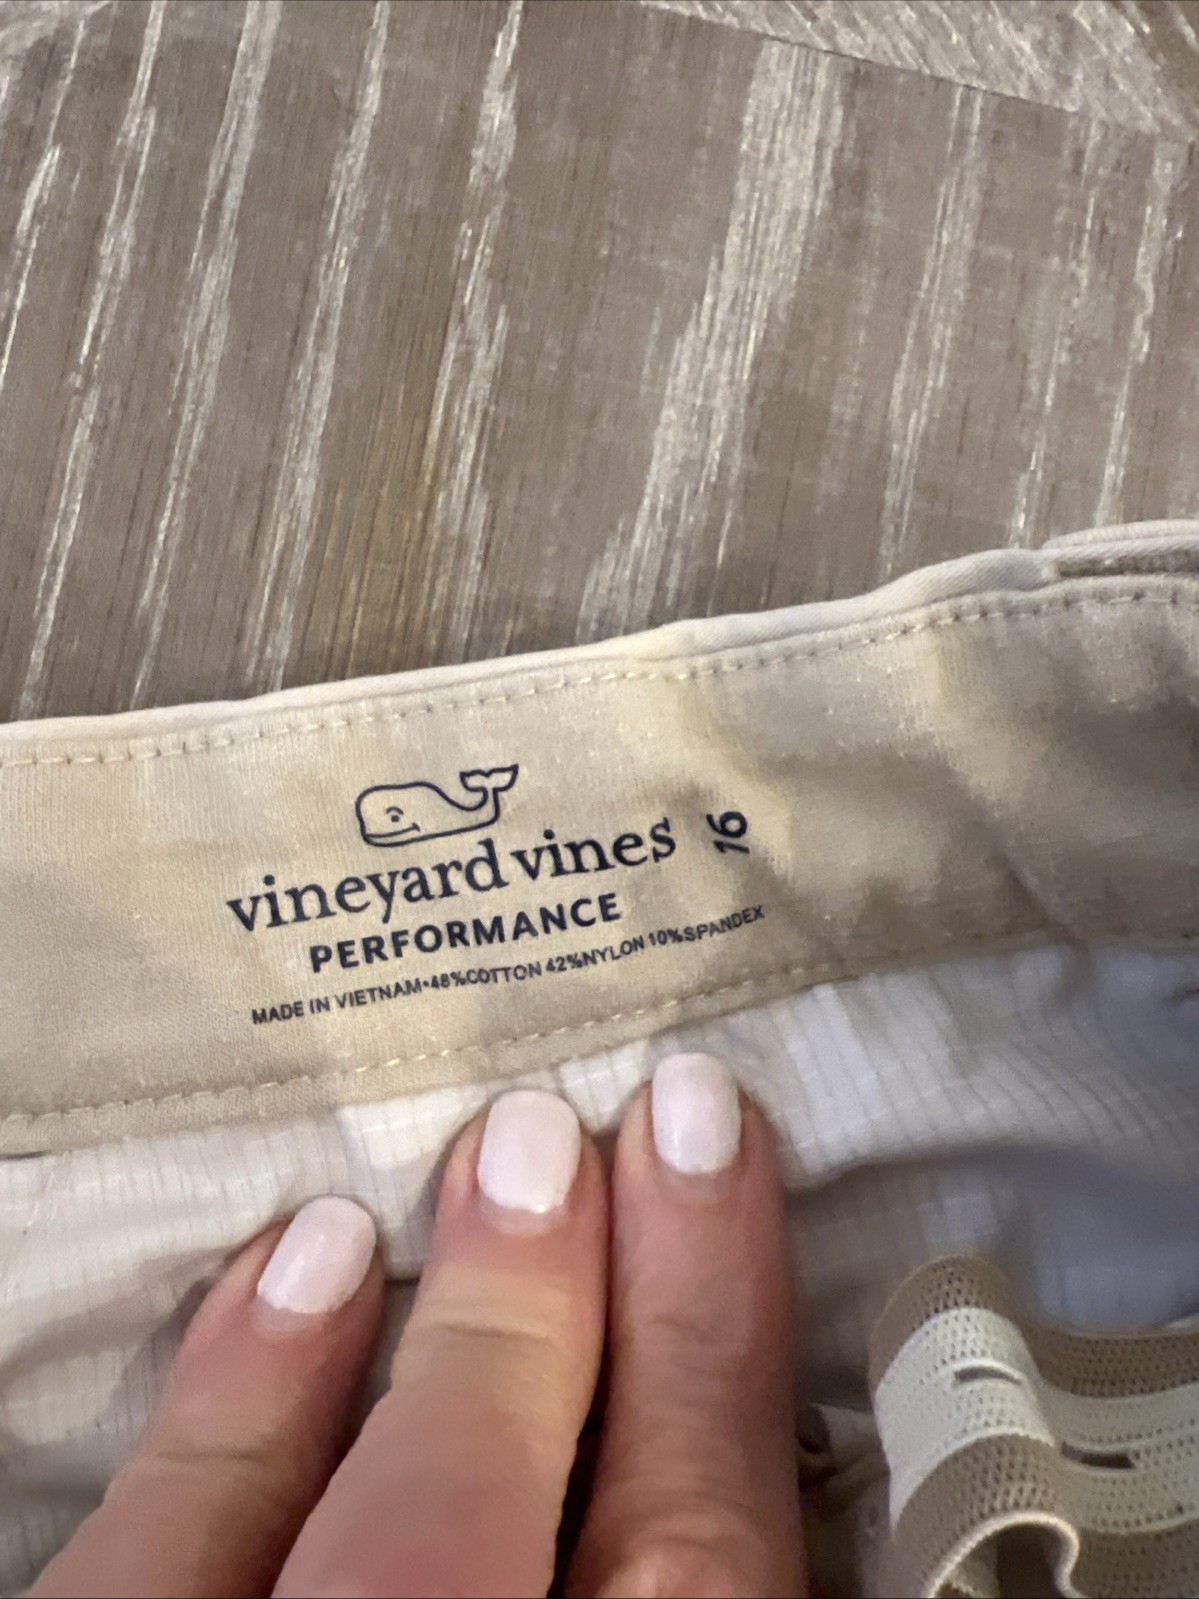 vineyard vines
16
PERFORMANCE
MADE IN VIETNAM•48%COTTON 42%NYLON 10%SPANDEX